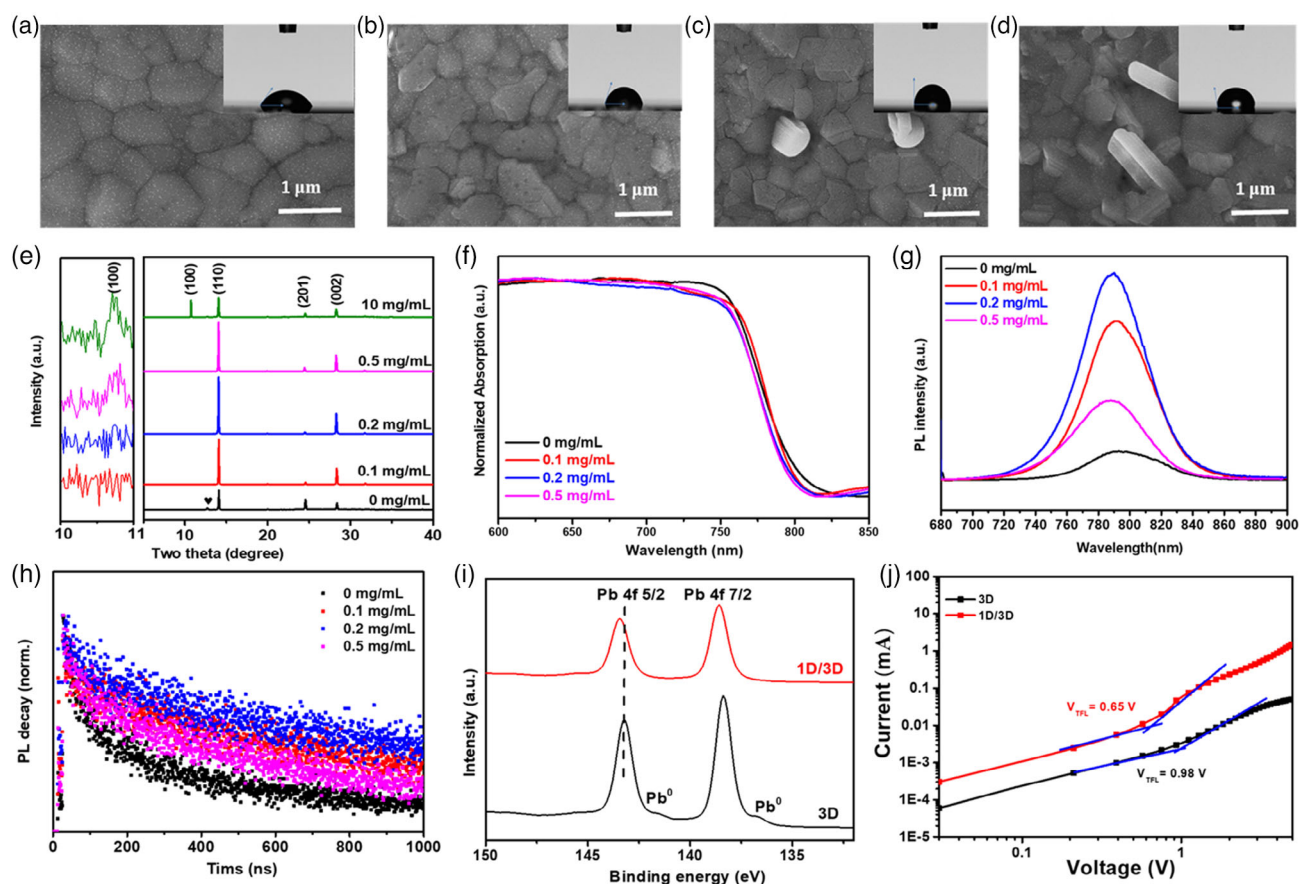 (a)
1 µm
(b)
1 µm
(c)
1 µm
(d)
1 µm
(e)
Intensity (a.u.)
(100)
(100)
(110)
(201)
(002)
10 mg/mL
0.5 mg/mL
0.2 mg/mL
0.1 mg/mL
♥
0 mg/mL
10 11 10 20 30 40
Two theta (degree)
(f)
Normalized Absorption (a.u.)
0 mg/mL
0.1 mg/mL
0.2 mg/mL
0.5 mg/mL
600 650 700 750 800 850
Wavelength (nm)
(g)
PL intensity (a.u.)
0 mg/mL
0.1 mg/mL
0.2 mg/mL
0.5 mg/mL
680 700 720 740 760 780 800 820 840 860 880 900
Wavelength(nm)
(h)
PL decay (norm.)
0 mg/mL
0.1 mg/mL
0.2 mg/mL
0.5 mg/mL
0 200 400 600 800 1000
Tims (ns)
(i)
Intensity (a.u.)
Pb 4f 5/2 Pb 4f 7/2
1D/3D
Pb⁰ Pb⁰
3D
150 145 140 135
Binding energy (eV)
(j)
Current (mA)
100
10
1
0.1
0.01
1E-3
1E-4
1E-5
3D
1D/3D
V_TFL = 0.65 V
V_TFL = 0.98 V
0.1 1
Voltage (V)